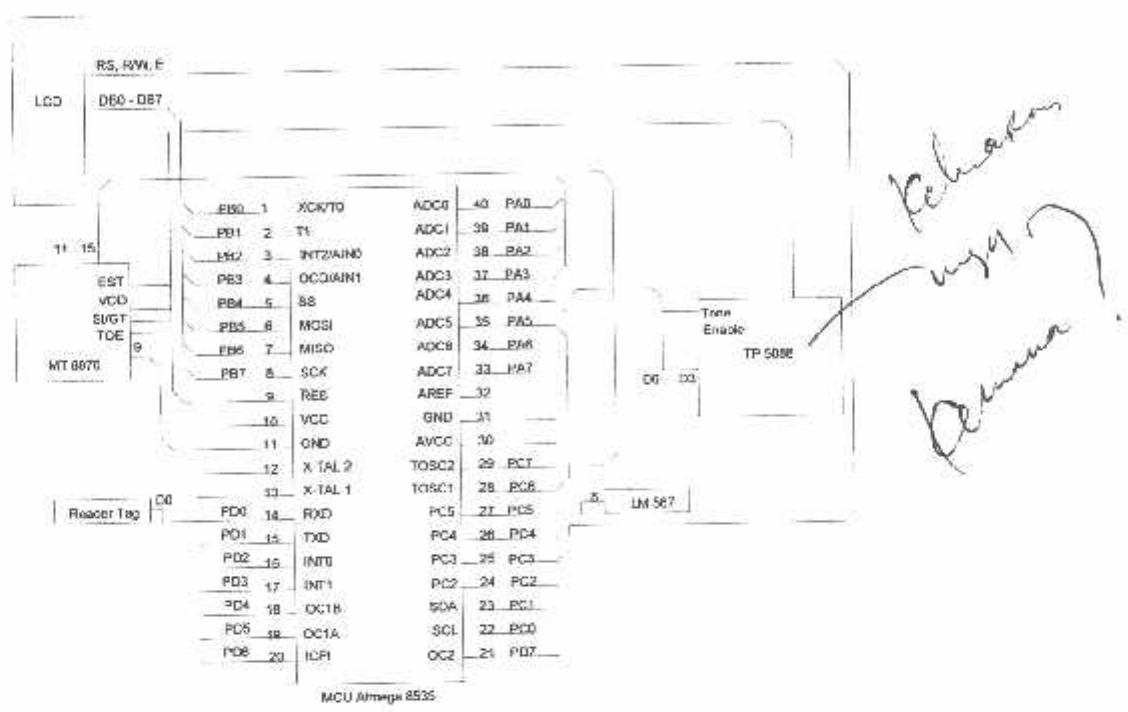 RS, R/W, E
LCD
DB0 - DB7
PB0 1 XCK/T0 ADC0 40 PA0
PB1 2 T1 ADC1 39 PA1
11 15
PB2 3 INT2/AIN0 ADC2 38 PA2
EST
PB3 4 OC0/AIN1 ADC3 37 PA3
VCC
PB4 5 SS ADC4 36 PA4
SI/GT
TOE
Tone
Enable
PB5 6 MOSI ADC5 35 PA5
9
PB6 7 MISO ADC6 34 PA6
TP 5088
MT 8870
PB7 8 SCK ADC7 33 PA7
D6 D3
9 RES AREF 32
10 VCC GND 31
11 GND AVCC 30
12 X-TAL 2 TOSC2 29 PC7
13 X-TAL 1 TOSC1 28 PC6
Reader Tag D0
PD0 14 RXD PC5 27 PC5
LM 567
PD1 15 TXD PC4 26 PC4
PD2 16 INT0 PC3 25 PC3
PD3 17 INT1 PC2 24 PC2
PD4 18 OC1B SDA 23 PC1
PD5 19 OC1A SCL 22 PC0
PD6 20 ICP1 OC2 21 PD7
MCU Atmega 8535